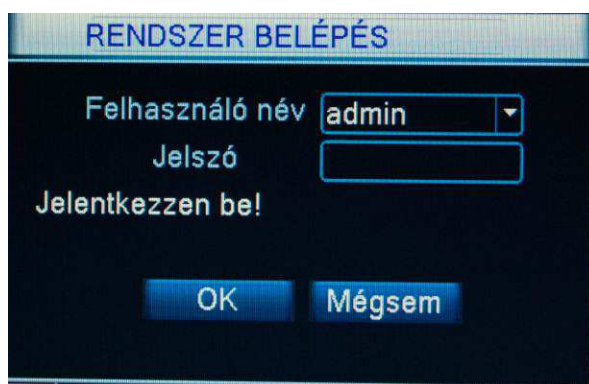 RENDSZER BELÉPÉS
Felhasználó név admin
Jelszó
Jelentkezzen be!
OK Mégsem